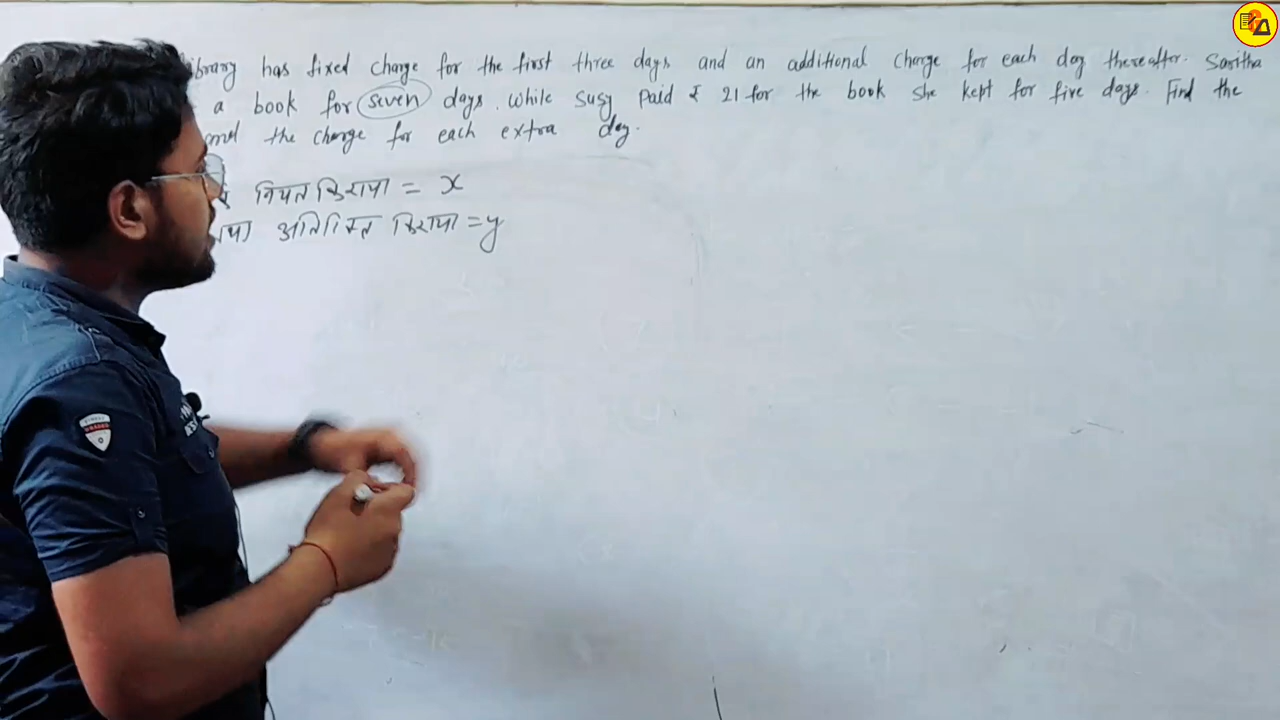 library has fixed charge for the first three days and an additional charge for each day thereafter. Saritha
a book for seven days. While susy Paid ₹ 21 for the book she kept for five days. Find the
and the charge for each extra day.
नियत किराया = x
अतिरिक्त किराया = y